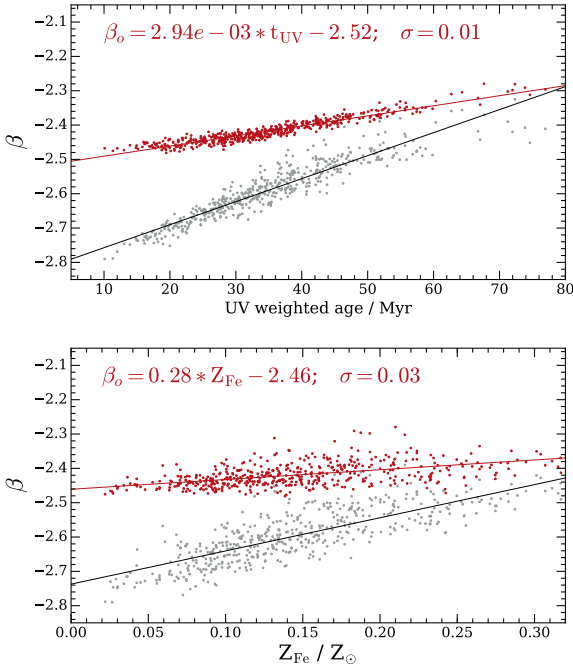 −2.1
−2.2
−2.3
−2.4
−2.5
−2.6
−2.7
−2.8
β
β_o = 2.94e − 03 * t_UV − 2.52;   σ = 0.01
10 20 30 40 50 60 70 80
UV weighted age / Myr
−2.1
−2.2
−2.3
−2.4
−2.5
−2.6
−2.7
−2.8
β
β_o = 0.28 * Z_Fe − 2.46;   σ = 0.03
0.00 0.05 0.10 0.15 0.20 0.25 0.30
Z_Fe / Z_⊙